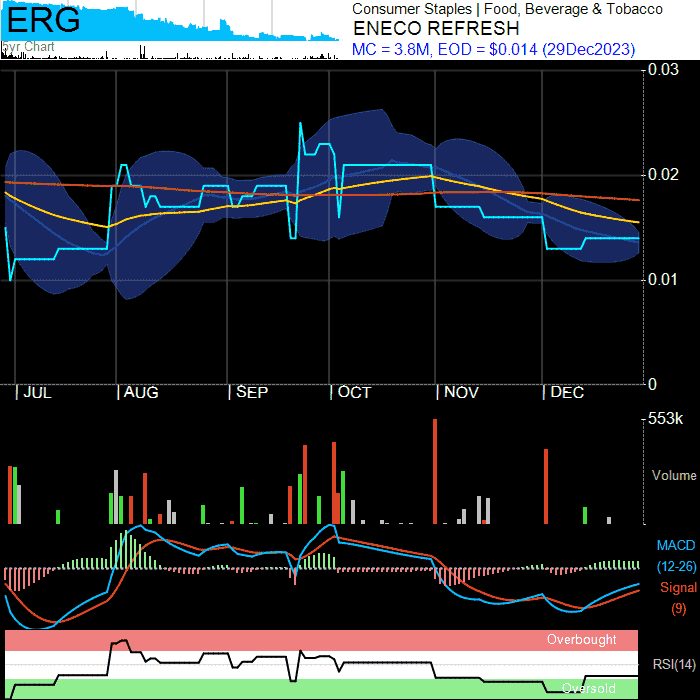 ERG
5yr Chart
Consumer Staples | Food, Beverage & Tobacco
ENECO REFRESH
MC = 3.8M, EOD = $0.014 (29Dec2023)
0.03
0.02
0.01
0
| JUL | AUG | SEP | OCT | NOV | DEC
553k
Volume
MACD
(12-26)
Signal
(9)
Overbought
RSI(14)
Oversold